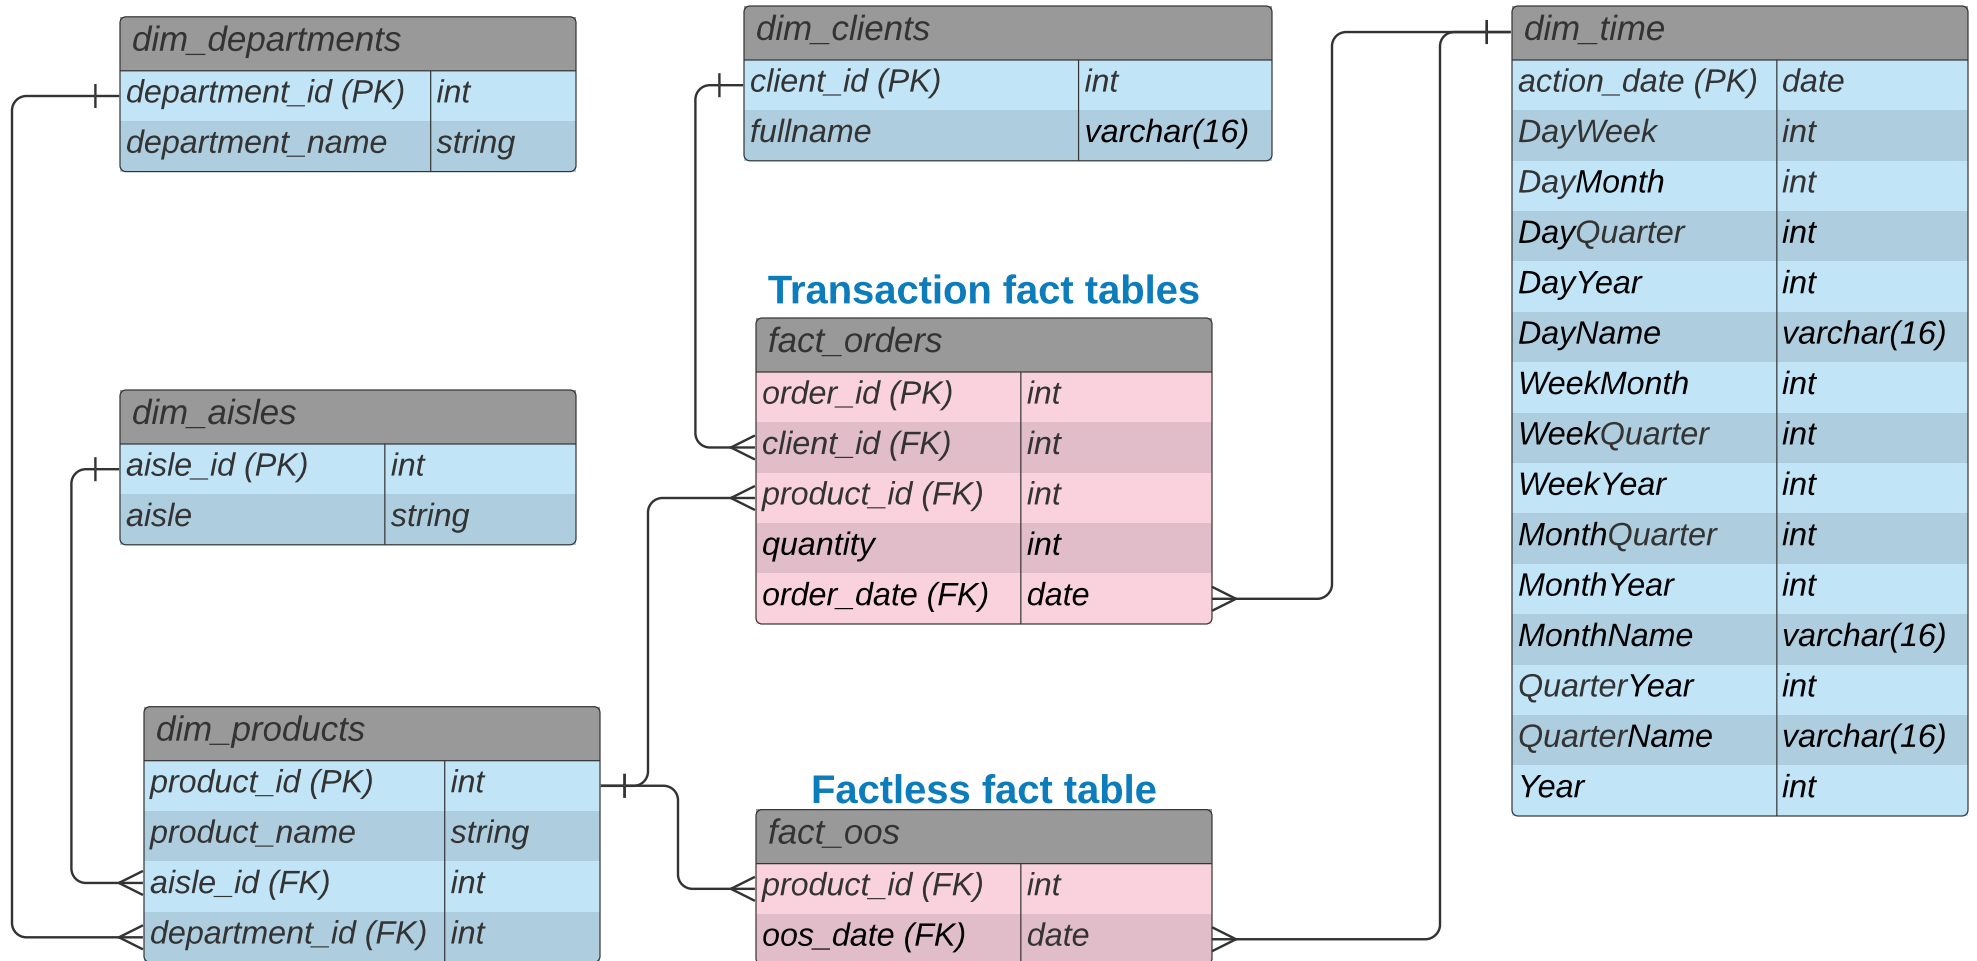 dim_departments
department_id (PK) int
department_name string
dim_clients
client_id (PK) int
fullname varchar(16)
dim_time
action_date (PK) date
DayWeek int
DayMonth int
DayQuarter int
DayYear int
DayName varchar(16)
WeekMonth int
WeekQuarter int
WeekYear int
MonthQuarter int
MonthYear int
MonthName varchar(16)
QuarterYear int
QuarterName varchar(16)
Year int
Transaction fact tables
fact_orders
order_id (PK) int
client_id (FK) int
product_id (FK) int
quantity int
order_date (FK) date
dim_aisles
aisle_id (PK) int
aisle string
dim_products
product_id (PK) int
product_name string
aisle_id (FK) int
department_id (FK) int
Factless fact table
fact_oos
product_id (FK) int
oos_date (FK) date